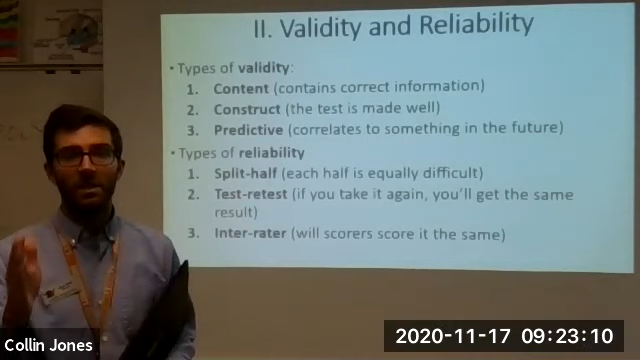 II. Validity and Reliability
• Types of validity:
1. Content (contains correct information)
2. Construct (the test is made well)
3. Predictive (correlates to something in the future)
• Types of reliability
1. Split-half (each half is equally difficult)
2. Test-retest (if you take it again, you'll get the same
result)
3. Inter-rater (will scorers score it the same)
Collin Jones
2020-11-17 09:23:10